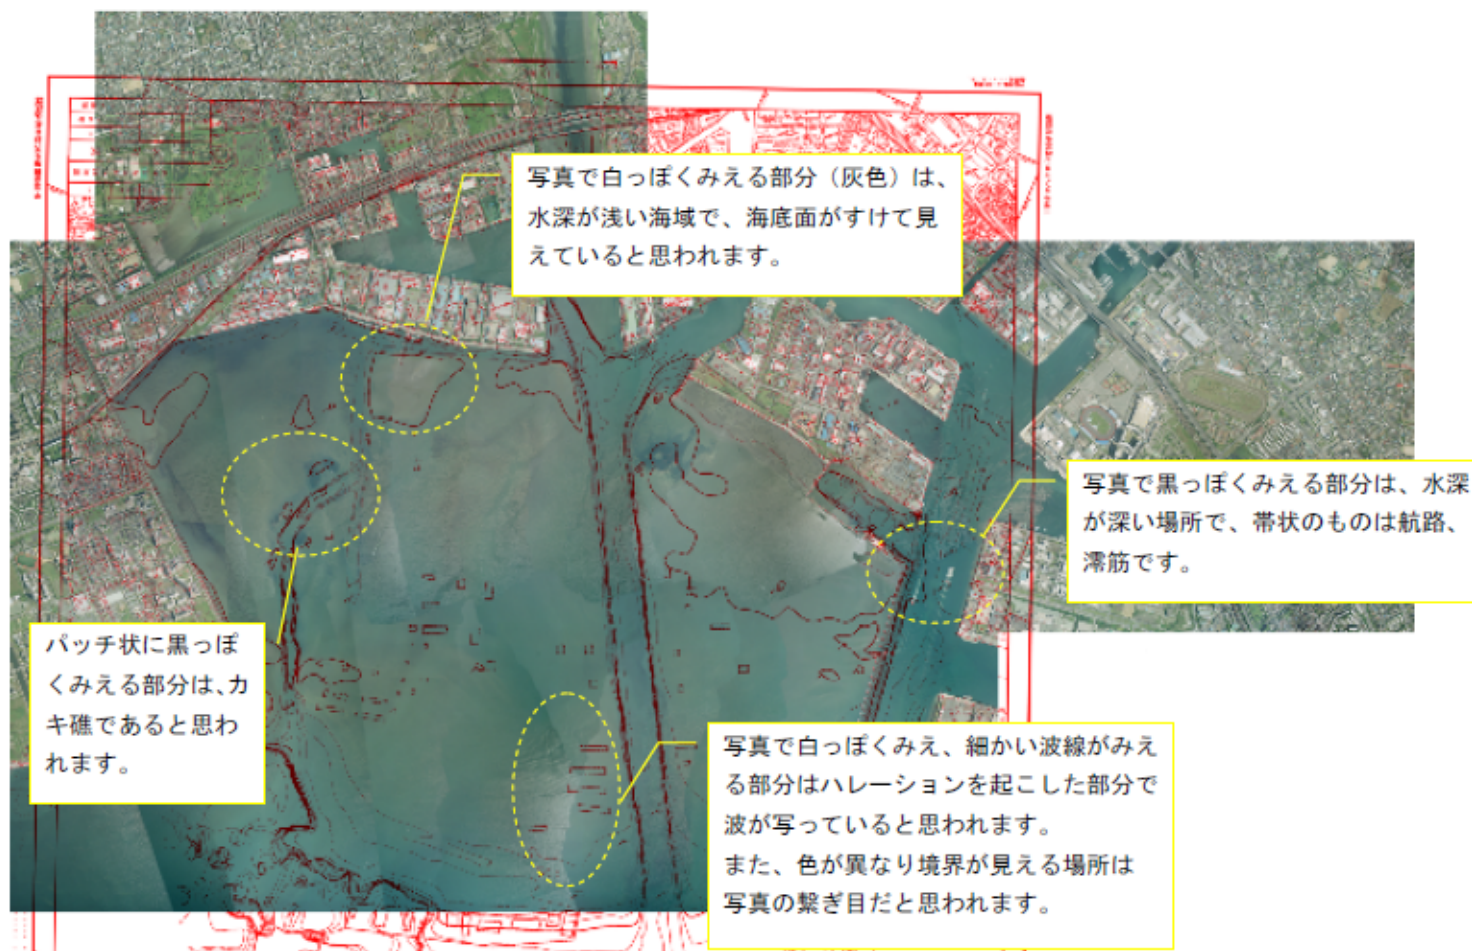 写真で白っぽくみえる部分（灰色）は、
水深が浅い海域で、海底面がすけて見
えていると思われます。
写真で黒っぽくみえる部分は、水深
が深い場所で、帯状のものは航路、
澪筋です。
パッチ状に黒っぽ
くみえる部分は、カ
キ礁であると思わ
れます。
写真で白っぽくみえ、細かい波線がみえ
る部分はハレーションを起こした部分で
波が写っていると思われます。
また、色が異なり境界が見える場所は
写真の繋ぎ目だと思われます。